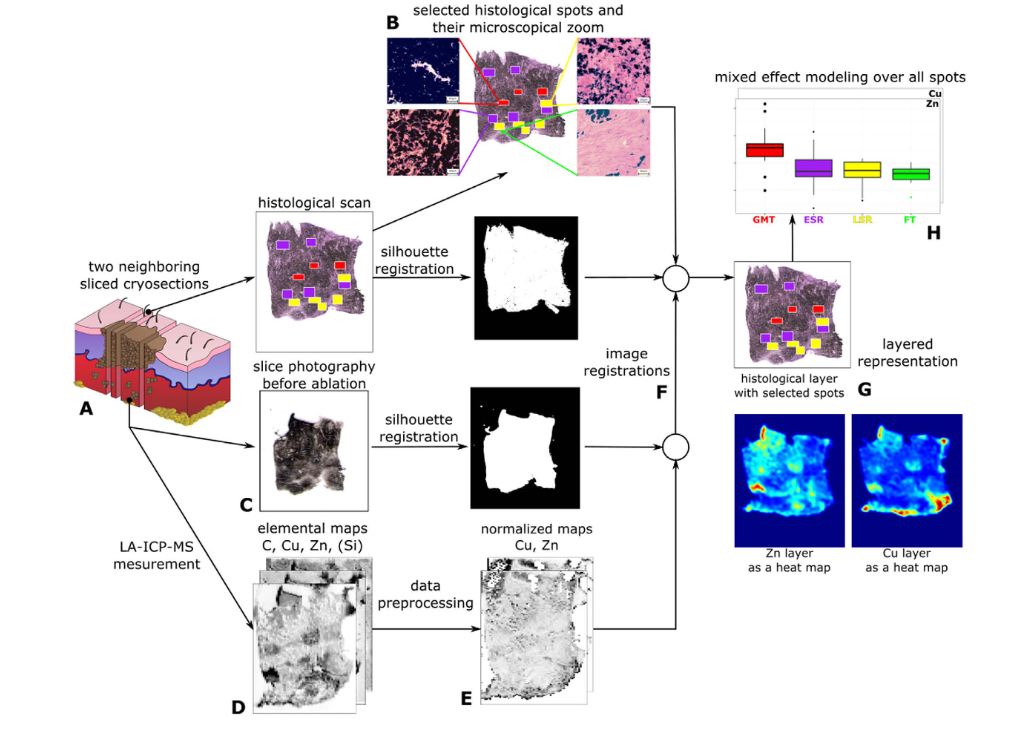 B
selected histological spots and
their microscopical zoom
mixed effect modeling over all spots
Cu
Zn
GMT
ESR
LSR
FT
H
histological scan
two neighboring
sliced cryosections
silhouette
registration
A
slice photography
before ablation
silhouette
registration
C
image
registrations
F
layered
representation
histological layer
with selected spots
G
LA-ICP-MS
mesurement
elemental maps
C, Cu, Zn, (Si)
D
data
preprocessing
normalized maps
Cu, Zn
E
Zn layer
as a heat map
Cu layer
as a heat map